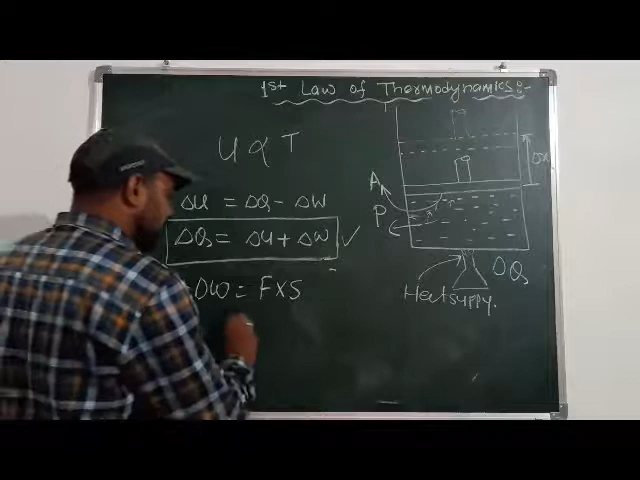 1st Law of Thermodynamics:-
U ∝ T
ΔU = ΔQ - ΔW
ΔQ = ΔU + ΔW ✓
ΔW = F×S
A
P
ΔQ
Heat supply.